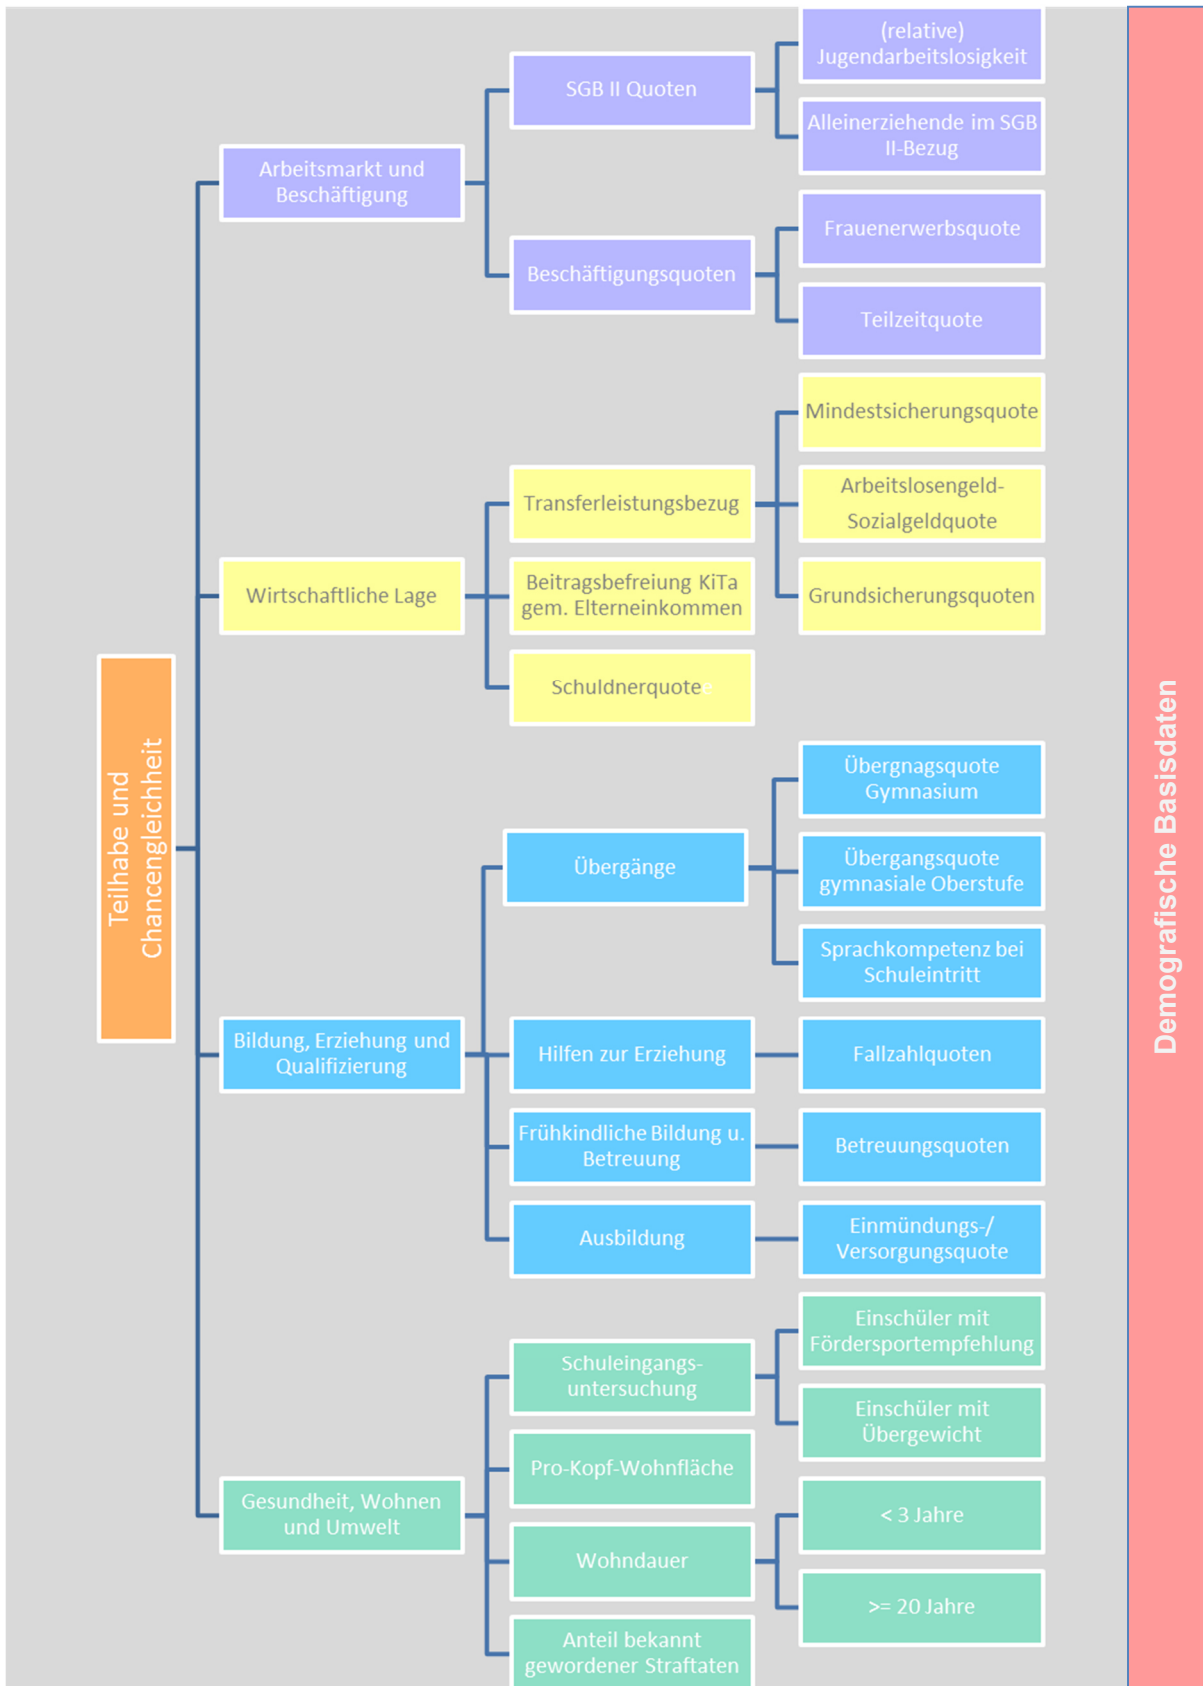 Teilhabe und
Chancengleichheit
Arbeitsmarkt und
Beschäftigung
SGB II Quoten
(relative)
Jugendarbeitslosigkeit
Alleinerziehende im SGB
II-Bezug
Beschäftigungsquoten
Frauenerwerbsquote
Teilzeitquote
Wirtschaftliche Lage
Transferleistungsbezug
Mindestsicherungsquote
Arbeitslosengeld-
Sozialgeldquote
Grundsicherungsquoten
Beitragsbefreiung KiTa
gem. Elterneinkommen
Schuldnerquotee
Bildung, Erziehung und
Qualifizierung
Übergänge
Übergnagsquote
Gymnasium
Übergangsquote
gymnasiale Oberstufe
Sprachkompetenz bei
Schuleintritt
Hilfen zur Erziehung
Fallzahlquoten
Frühkindliche Bildung u.
Betreuung
Betreuungsquoten
Ausbildung
Einmündungs-/
Versorgungsquote
Gesundheit, Wohnen
und Umwelt
Schuleingangs-
untersuchung
Einschüler mit
Fördersportempfehlung
Einschüler mit
Übergewicht
Pro-Kopf-Wohnfläche
Wohndauer
< 3 Jahre
>= 20 Jahre
Anteil bekannt
gewordener Straftaten
Demografische Basisdaten